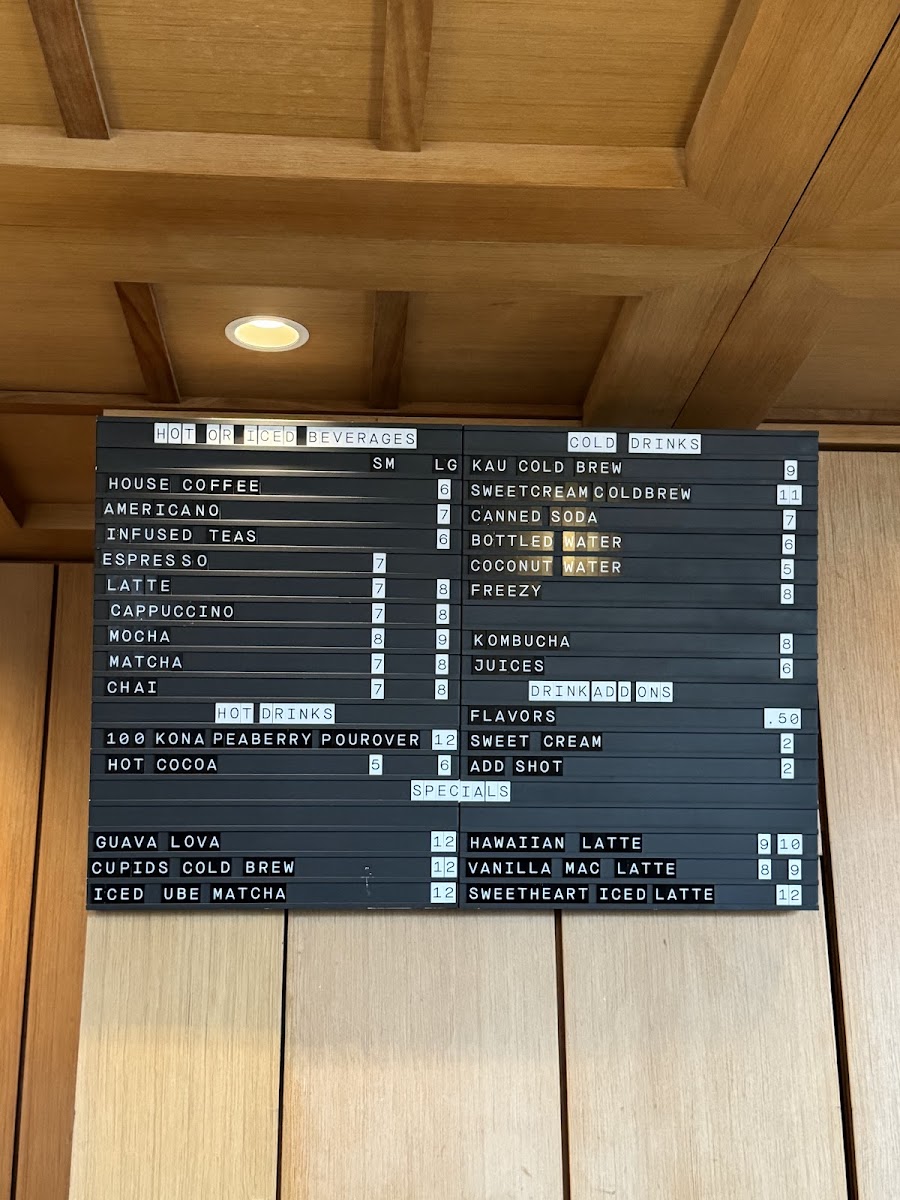 HOT OR ICED BEVERAGES
SM LG
HOUSE COFFEE 6
AMERICANO 7
INFUSED TEAS 6
ESPRESSO 7
LATTE 7 8
CAPPUCCINO 7 8
MOCHA 8 9
MATCHA 7 8
CHAI 7 8
HOT DRINKS
100 KONA PEABERRY POUROVER 12
HOT COCOA 5 6
COLD DRINKS
KAU COLD BREW 9
SWEETCREAM COLDBREW 11
CANNED SODA 7
BOTTLED WATER 6
COCONUT WATER 5
FREEZY 8
KOMBUCHA 8
JUICES 6
DRINK ADD ONS
FLAVORS .50
SWEET CREAM 2
ADD SHOT 2
SPECIALS
GUAVA LOVA 12
CUPIDS COLD BREW 12
ICED UBE MATCHA 12
HAWAIIAN LATTE 9 10
VANILLA MAC LATTE 8 9
SWEETHEART ICED LATTE 12